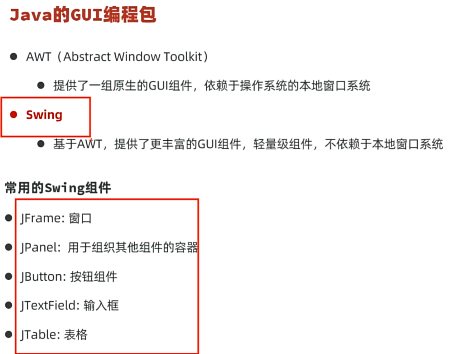 Java的GUI编程包
AWT（Abstract Window Toolkit）
提供了一组原生的GUI组件，依赖于操作系统的本地窗口系统
Swing
基于AWT，提供了更丰富的GUI组件，轻量级组件，不依赖于本地窗口系统
常用的Swing组件
JFrame: 窗口
JPanel: 用于组织其他组件的容器
JButton: 按钮组件
JTextField: 输入框
JTable: 表格